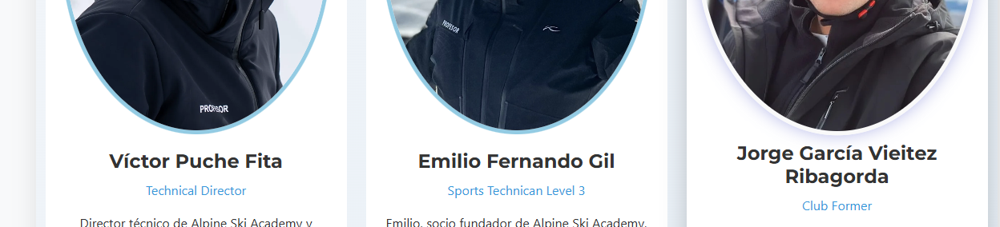 PROFESOR
PROFESOR
Víctor Puche Fita
Technical Director
Director técnico de Alpine Ski Academy y
Emilio Fernando Gil
Sports Technican Level 3
Emilio, socio fundador de Alpine Ski Academy,
Jorge García Vieitez
Ribagorda
Club Former